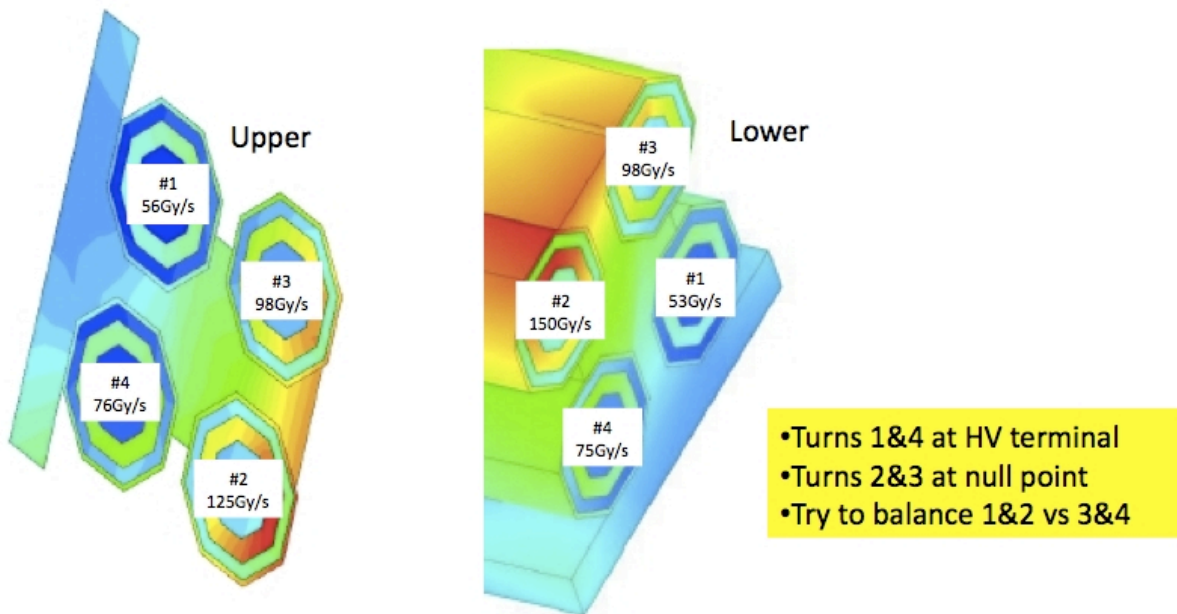 Upper
#1
56Gy/s
#3
98Gy/s
#4
76Gy/s
#2
125Gy/s
Lower
#3
98Gy/s
#1
53Gy/s
#2
150Gy/s
#4
75Gy/s
•Turns 1&4 at HV terminal
•Turns 2&3 at null point
•Try to balance 1&2 vs 3&4